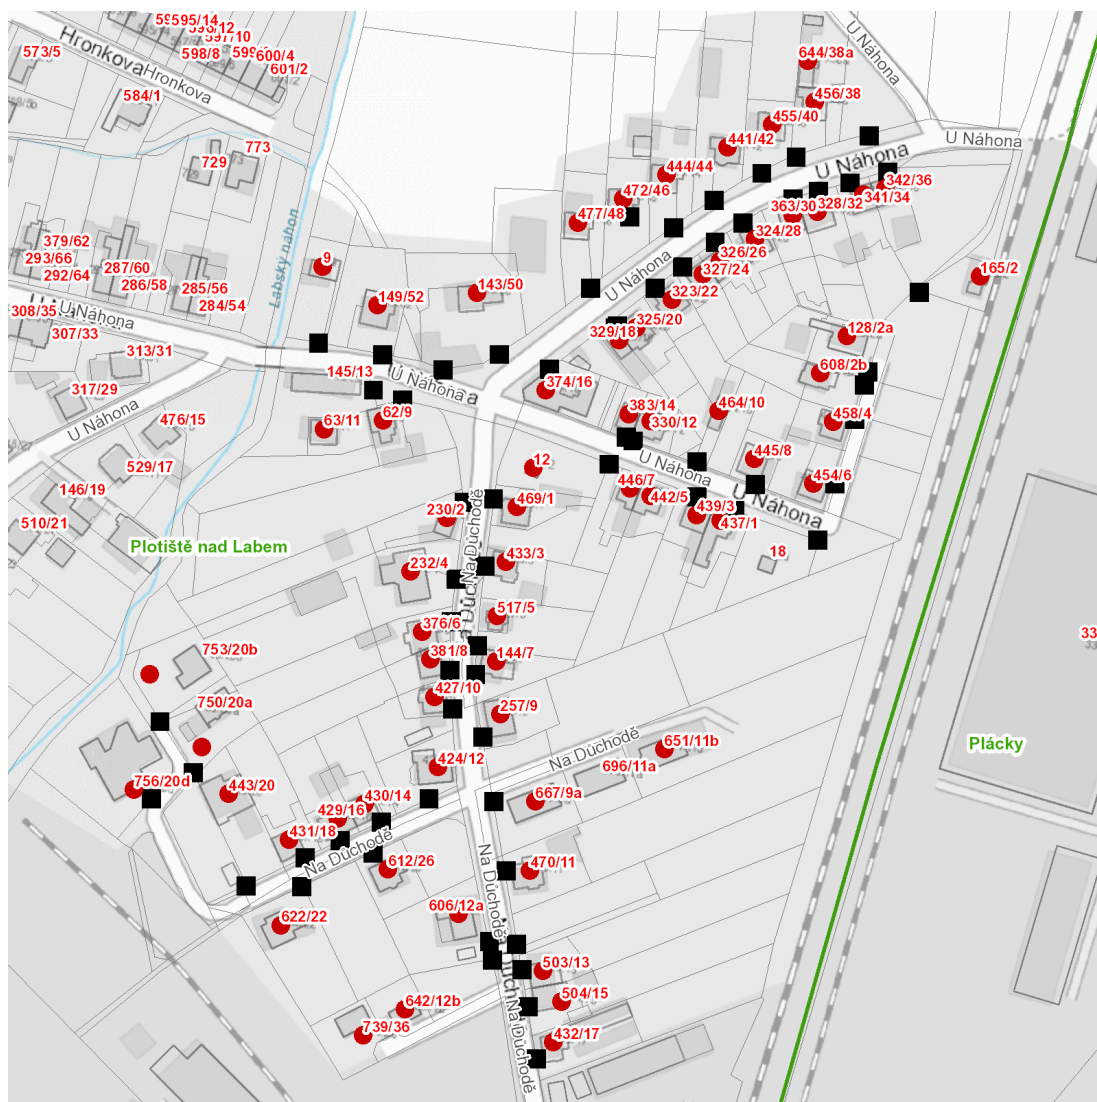 595/14
596/12
597/10
598/8
600/4
601/2
Hronkova
Hronkova
573/5
584/1
729
773
644/38a
U Náhona
456/38
455/40
441/42
U Náhona
U Náhona
444/44
472/46
477/48
342/36
341/34
363/30
328/32
324/28
326/26
327/24
323/22
325/20
329/18
165/2
128/2a
608/2b
379/62
293/66
292/64
287/60
286/58
285/56
284/54
Labský náhon
9
149/52
143/50
U Náhona
308/35
307/33
U Náhona
313/31
317/29
U Náhona
145/13
U Náhona
374/16
383/14
330/12
464/10
458/4
63/11
62/9
476/15
529/17
146/19
510/21
12
446/7
442/5
U Náhona
445/8
454/6
U Náhona
439/3
437/1
18
469/1
230/2
Na Důchodě
Plotiště nad Labem
232/4
433/3
517/5
376/6
381/8
144/7
427/10
257/9
753/20b
750/20a
756/20d
443/20
424/12
Na Důchodě
651/11b
696/11a
667/9a
Plácky
430/14
429/16
431/18
Na Důchodě
612/26
470/11
Na Důchodě
606/12a
622/22
503/13
504/15
642/12b
739/36
432/17
Na Důchodě